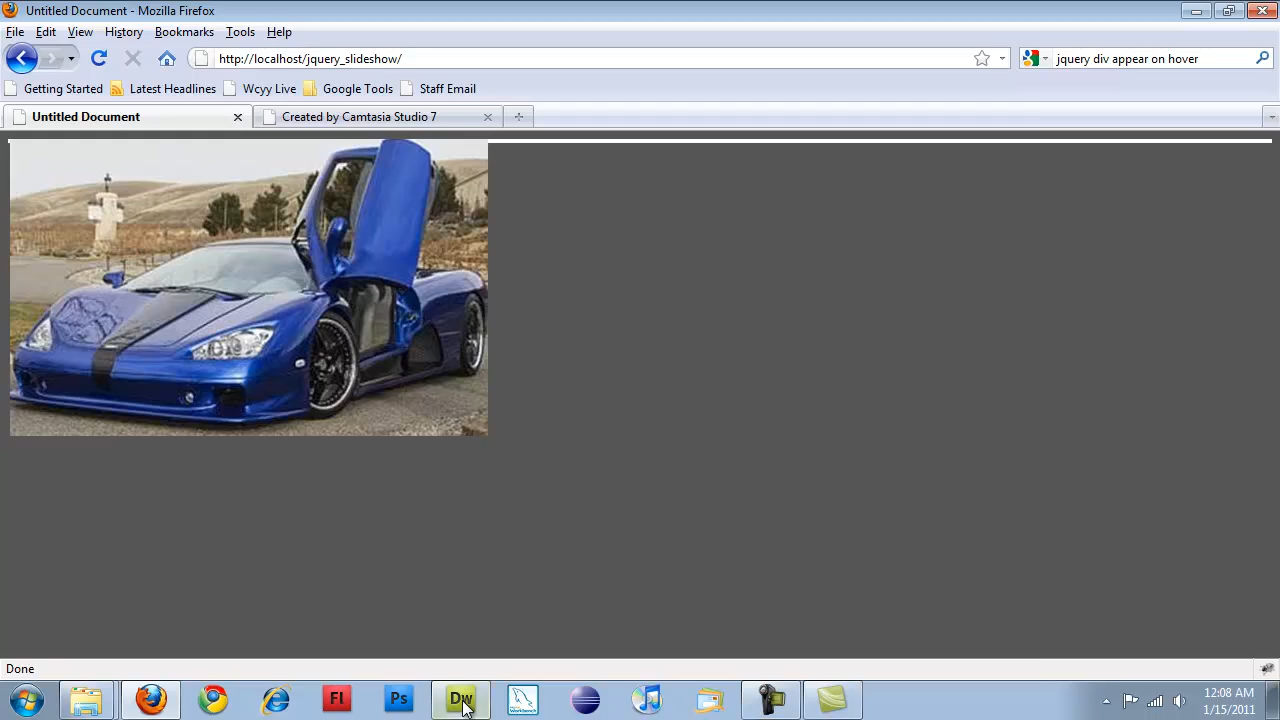 Untitled Document - Mozilla Firefox
File Edit View History Bookmarks Tools Help
http://localhost/jquery_slideshow/ jquery div appear on hover
Getting Started Latest Headlines Wcyy Live Google Tools Staff Email
Untitled Document Created by Camtasia Studio 7
Done
Fl Ps Dw
12:08 AM
1/15/2011